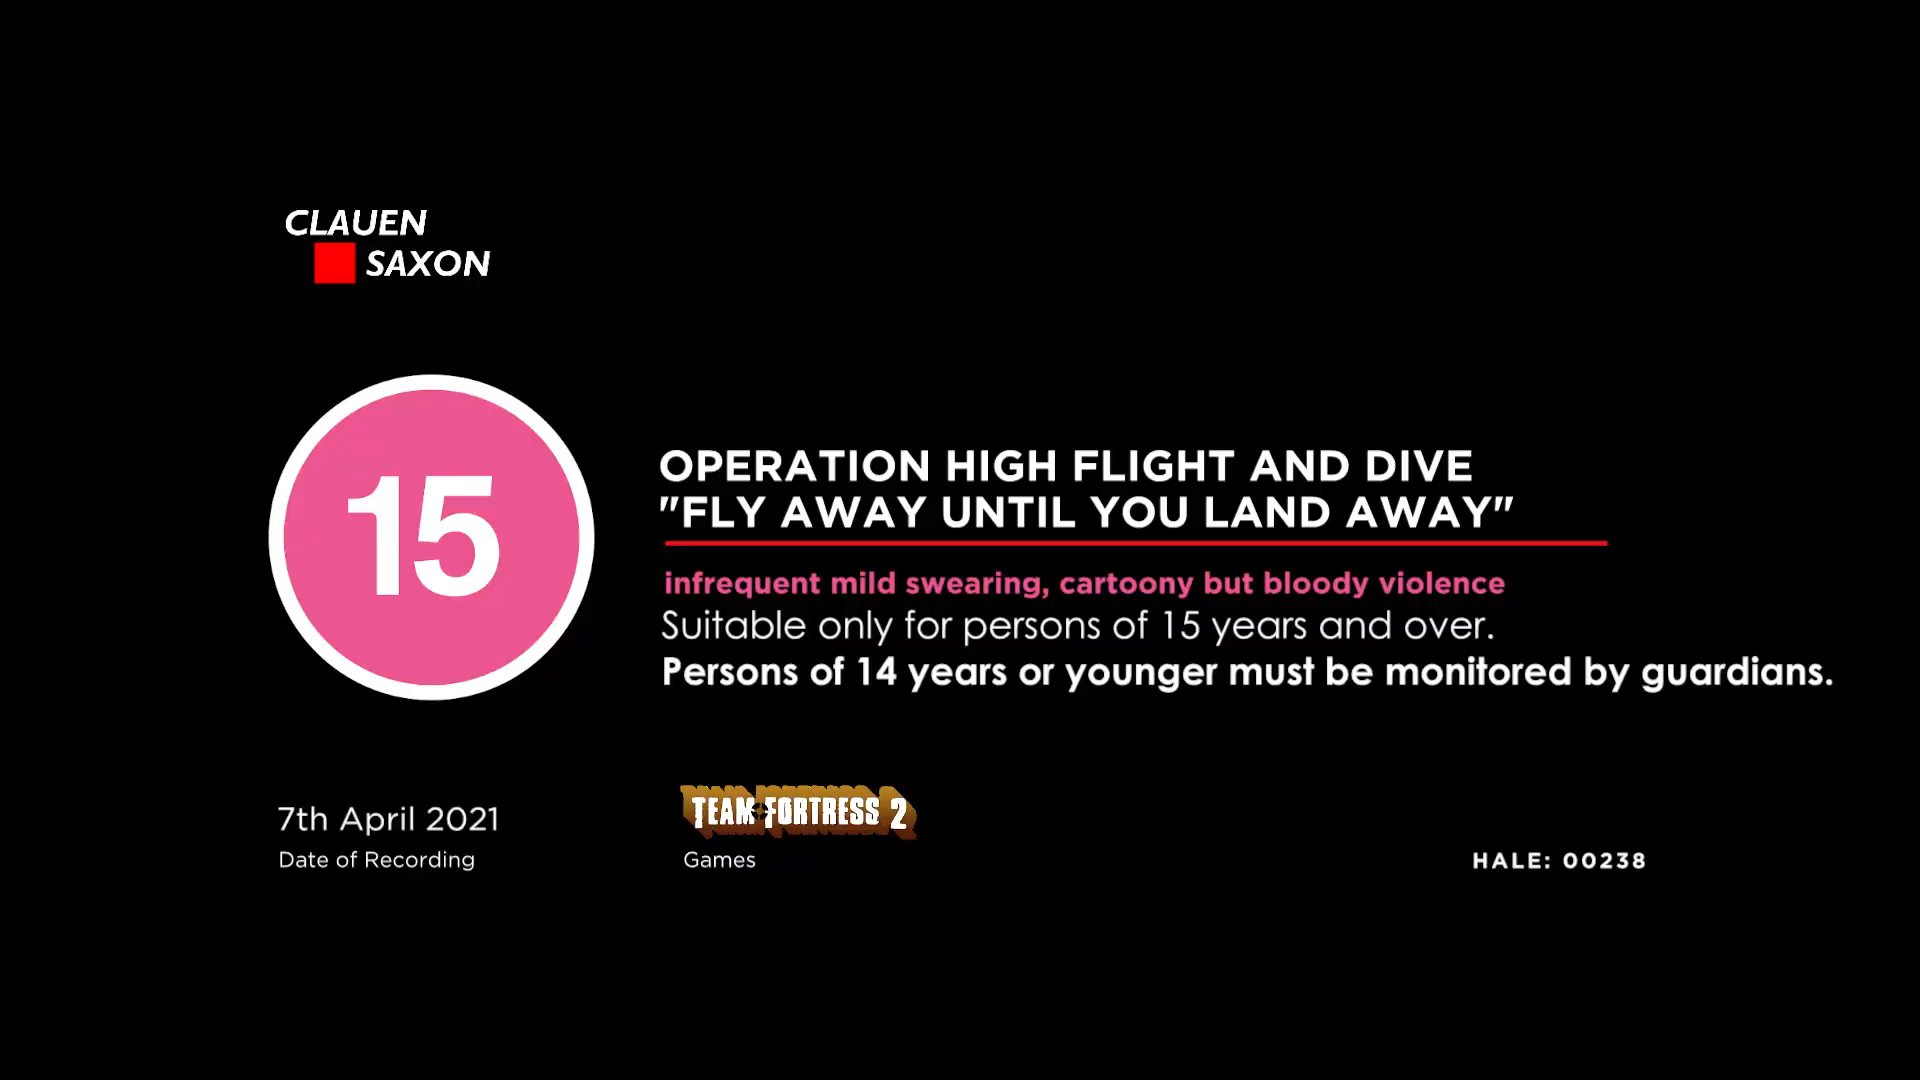 CLAUEN
SAXON
15
OPERATION HIGH FLIGHT AND DIVE
"FLY AWAY UNTIL YOU LAND AWAY"
infrequent mild swearing, cartoony but bloody violence
Suitable only for persons of 15 years and over.
Persons of 14 years or younger must be monitored by guardians.
7th April 2021
Date of Recording
TEAM FORTRESS 2
Games
HALE: 00238